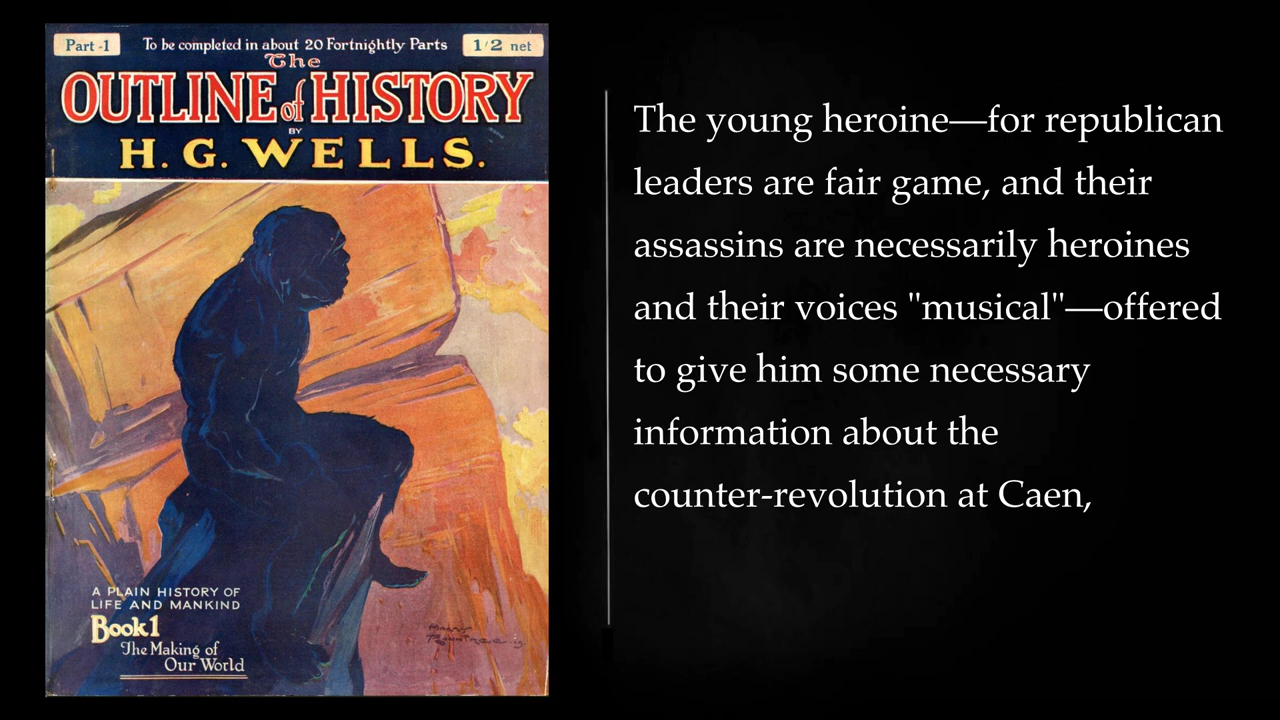 Part -1
To be completed in about 20 Fortnightly Parts
1/2 net
The
OUTLINE of HISTORY
BY
H. G. WELLS.
A PLAIN HISTORY OF
LIFE AND MANKIND
Book 1
The Making of
Our World
The young heroine—for republican
leaders are fair game, and their
assassins are necessarily heroines
and their voices "musical"—offered
to give him some necessary
information about the
counter-revolution at Caen,